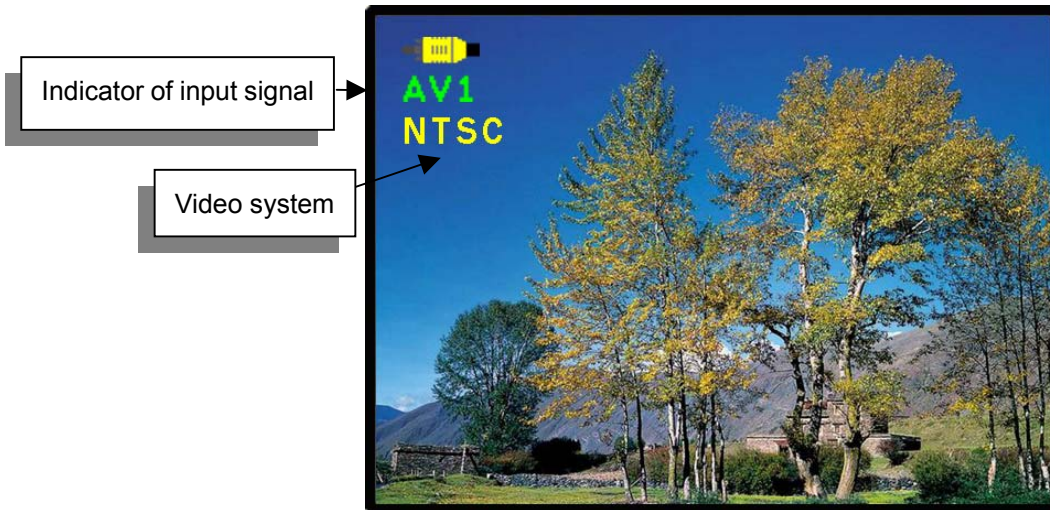 Indicator of input signal
AV1
NTSC
Video system